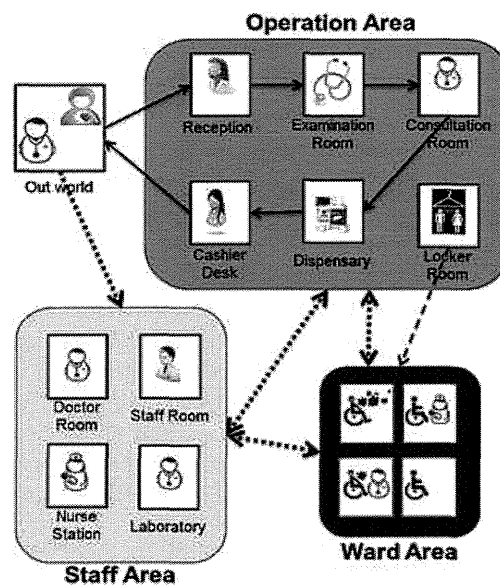 Operation Area
Reception
Examination
Room
Consultation
Room
Out world
Cashier
Desk
Dispensary
Locker
Room
Doctor
Room
Staff Room
Nurse
Station
Laboratory
Staff Area
Ward Area